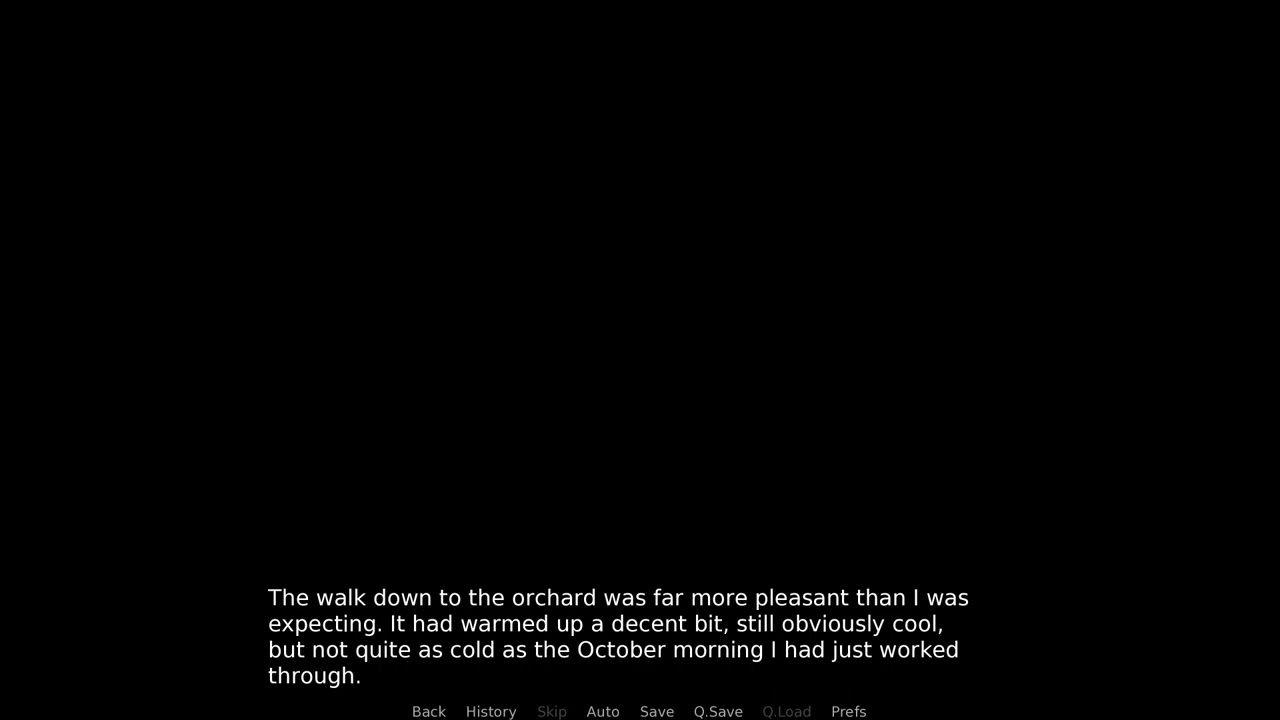 The walk down to the orchard was far more pleasant than I was
expecting. It had warmed up a decent bit, still obviously cool,
but not quite as cold as the October morning I had just worked
through.
Back History Skip Auto Save Q.Save Q.Load Prefs